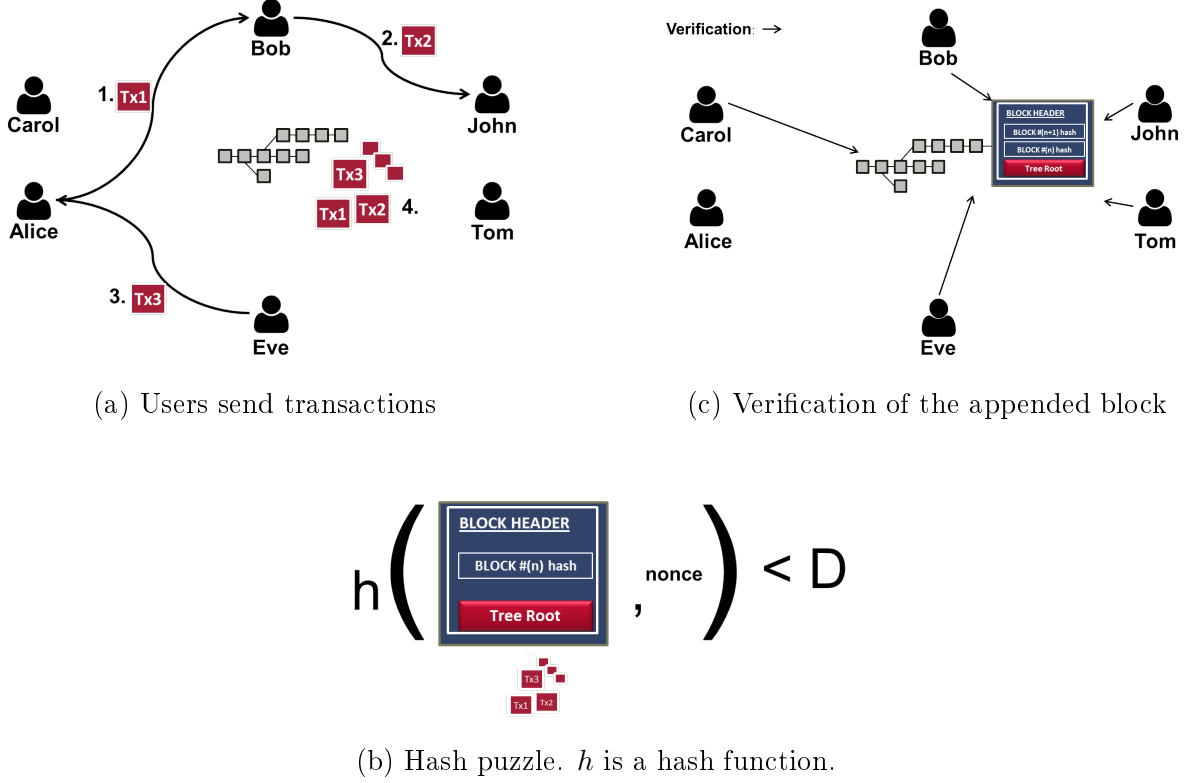 Bob
2. Tx2
1. Tx1
Carol
John
Tx3
Tx1 Tx2 4.
Alice
Tom
3. Tx3
Eve
(a) Users send transactions
Verification: →
Bob
Carol
BLOCK HEADER
BLOCK #(n+1) hash
BLOCK #(n) hash
Tree Root
John
Alice
Tom
Eve
(c) Verification of the appended block
h( BLOCK HEADER
BLOCK #(n) hash
Tree Root
, nonce ) < D
Tx3
Tx1 Tx2
(b) Hash puzzle. h is a hash function.